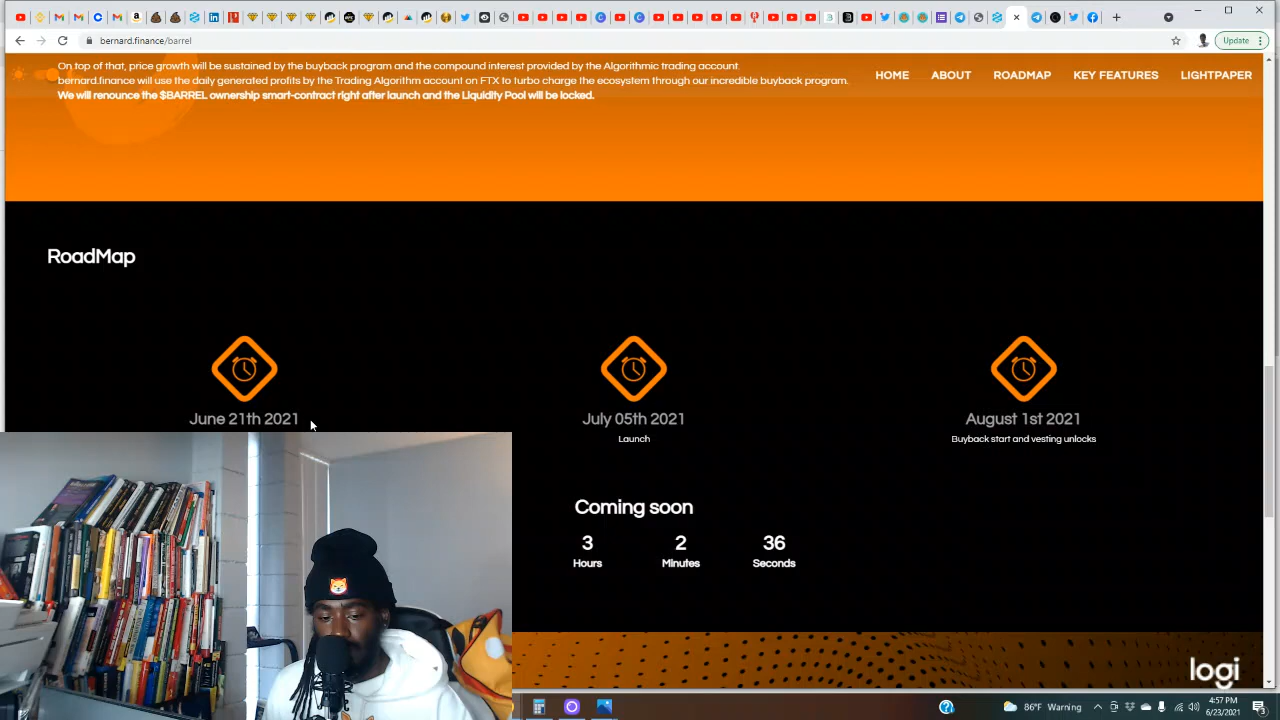 bernard.finance/barrel
Update
On top of that, price growth will be sustained by the buyback program and the compound interest provided by the Algorithmic trading account.
bernard.finance will use the daily generated profits by the Trading Algorithm account on FTX to turbo charge the ecosystem through our incredible buyback program.
We will renounce the $BARREL ownership smart-contract right after launch and the Liquidity Pool will be locked.
HOME ABOUT ROADMAP KEY FEATURES LIGHTPAPER
RoadMap
June 21th 2021
July 05th 2021
August 1st 2021
Launch
Buyback start and vesting unlocks
Coming soon
3 2 36
Hours Minutes Seconds
logi
86°F Warning
4:57 PM
6/23/2021